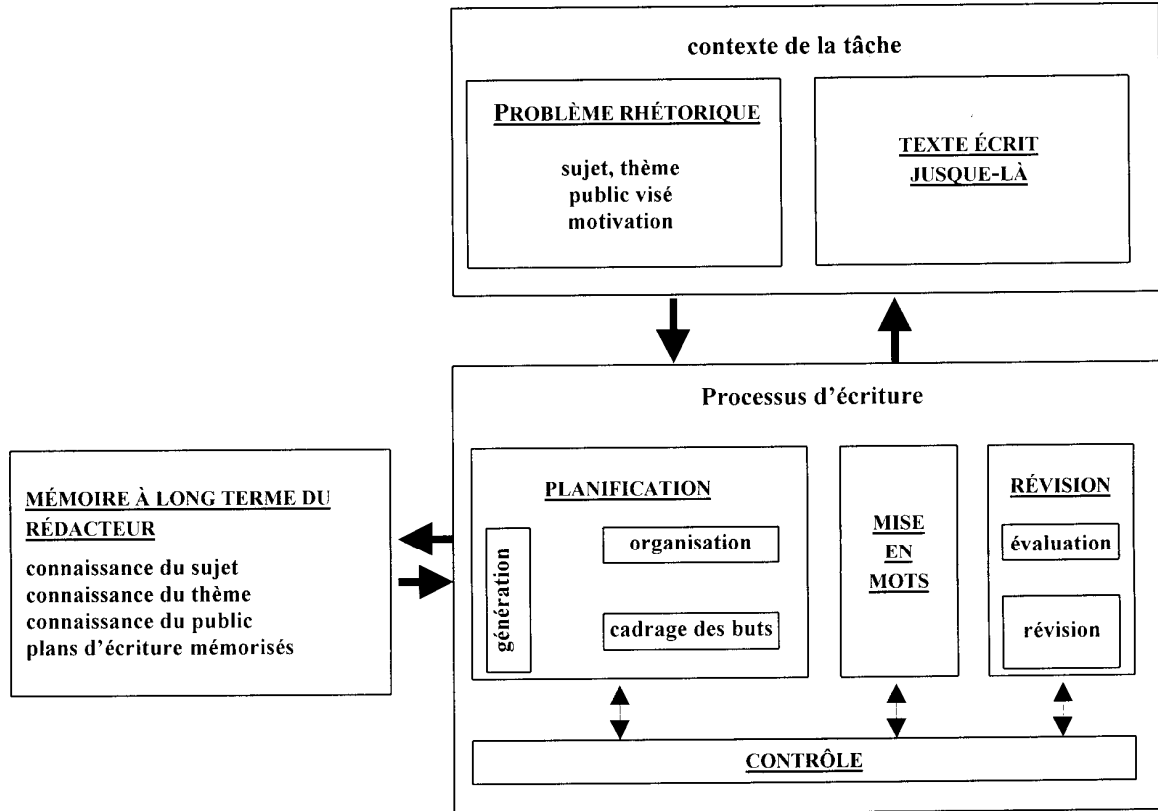 contexte de la tâche
PROBLÈME RHÉTORIQUE
sujet, thème
public visé
motivation
TEXTE ÉCRIT
JUSQUE-LÀ
Processus d'écriture
MÉMOIRE À LONG TERME DU
RÉDACTEUR
connaissance du sujet
connaissance du thème
connaissance du public
plans d'écriture mémorisés
PLANIFICATION
génération
organisation
cadrage des buts
MISE
EN
MOTS
RÉVISION
évaluation
révision
CONTRÔLE